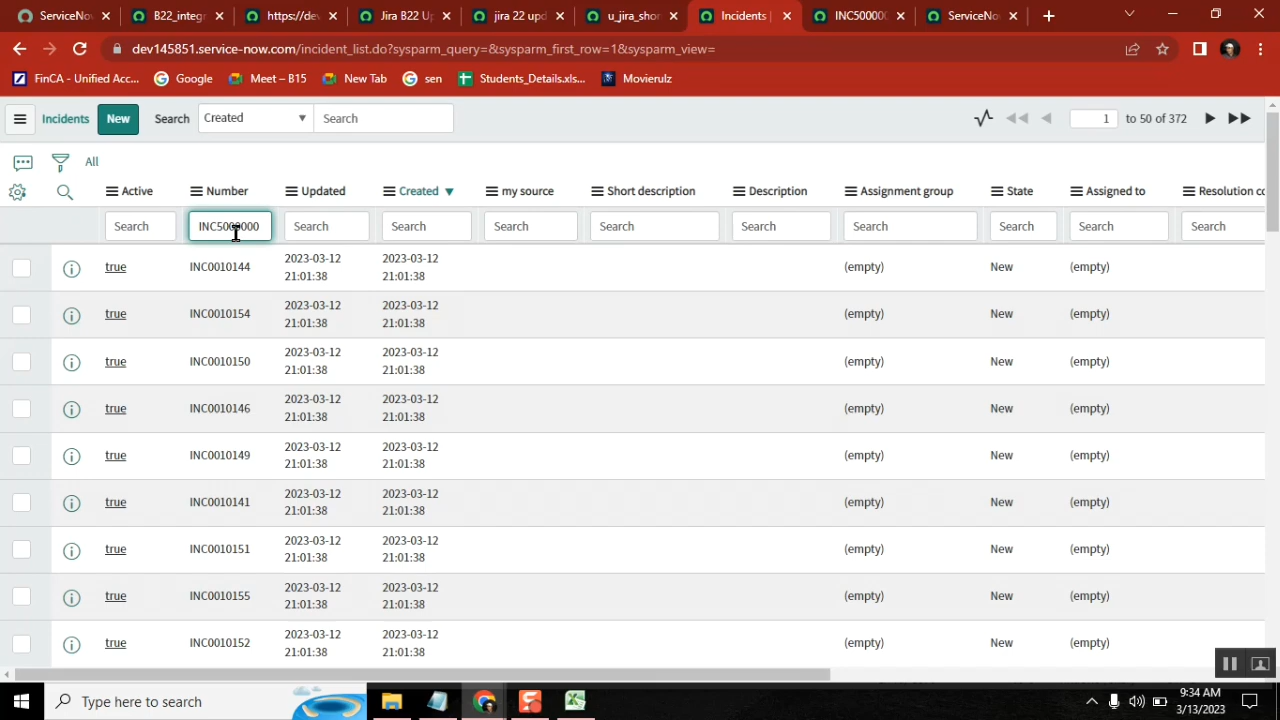 ServiceNo
B22_integr
https://dev
Jira B22 Up
jira 22 upd
u_jira_shor
Incidents |
INC50000
ServiceNo
dev145851.service-now.com/incident_list.do?sysparm_query=&sysparm_first_row=1&sysparm_view=
FinCA - Unified Acc...
Google
Meet – B15
New Tab
sen
Students_Details.xls...
Movierulz
Incidents New Search Created Search 1 to 50 of 372
All
Active Number Updated Created my source Short description Description Assignment group State Assigned to Resolution co
Search INC5000000 Search Search Search Search Search Search Search Search Search
true INC0010144 2023-03-12 21:01:38 2023-03-12 21:01:38 (empty) New (empty)
true INC0010154 2023-03-12 21:01:38 2023-03-12 21:01:38 (empty) New (empty)
true INC0010150 2023-03-12 21:01:38 2023-03-12 21:01:38 (empty) New (empty)
true INC0010146 2023-03-12 21:01:38 2023-03-12 21:01:38 (empty) New (empty)
true INC0010149 2023-03-12 21:01:38 2023-03-12 21:01:38 (empty) New (empty)
true INC0010141 2023-03-12 21:01:38 2023-03-12 21:01:38 (empty) New (empty)
true INC0010151 2023-03-12 21:01:38 2023-03-12 21:01:38 (empty) New (empty)
true INC0010155 2023-03-12 21:01:38 2023-03-12 21:01:38 (empty) New (empty)
true INC0010152 2023-03-12 21:01:38 2023-03-12 21:01:38 (empty) New (empty)
Type here to search
9:34 AM
3/13/2023